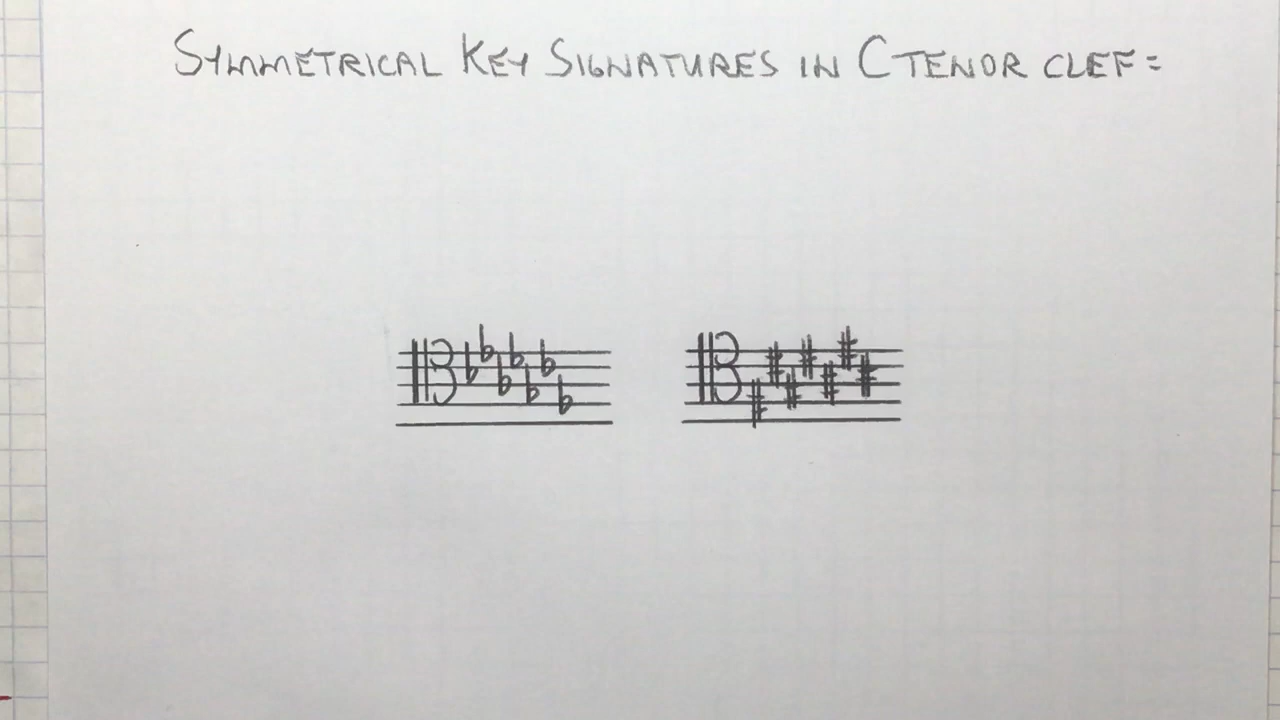 SYMMETRICAL KEY SIGNATURES IN C TENOR CLEF =